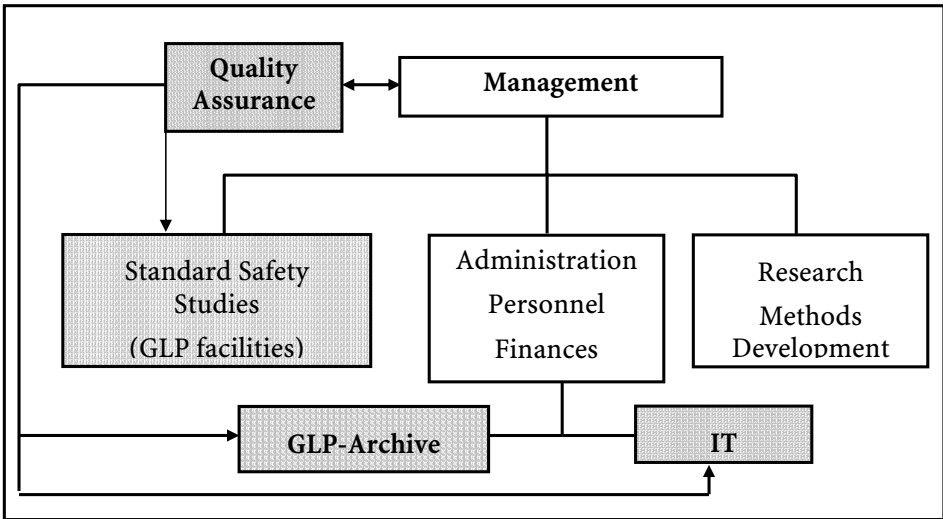 Quality
Assurance
Management
Standard Safety
Studies
(GLP facilities)
Administration
Personnel
Finances
Research
Methods
Development
GLP-Archive
IT